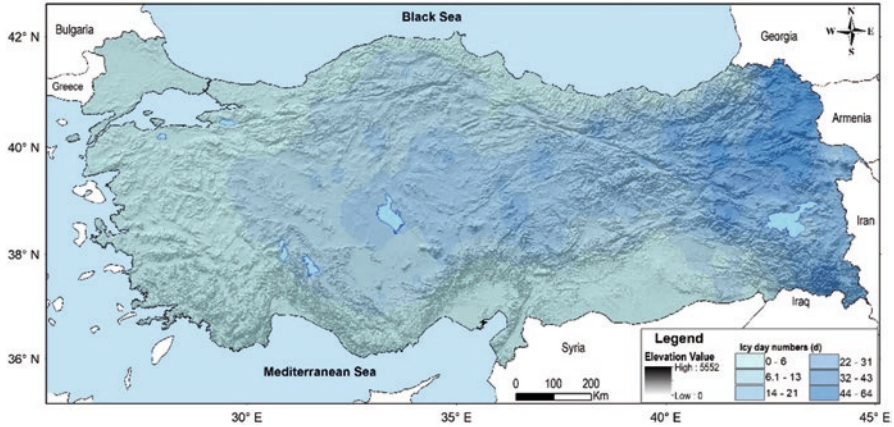 Black Sea
Bulgaria
Georgia
N
W E
S
42° N
Greece
Armenia
40° N
Iran
38° N
Iraq
36° N
Syria
Mediterranean Sea
0 100 200
Km
Legend
Elevation Value
High : 5552
Low : 0
Icy day numbers (d)
0 - 6
6.1 - 13
14 - 21
22 - 31
32 - 43
44 - 64
30° E 35° E 40° E 45° E